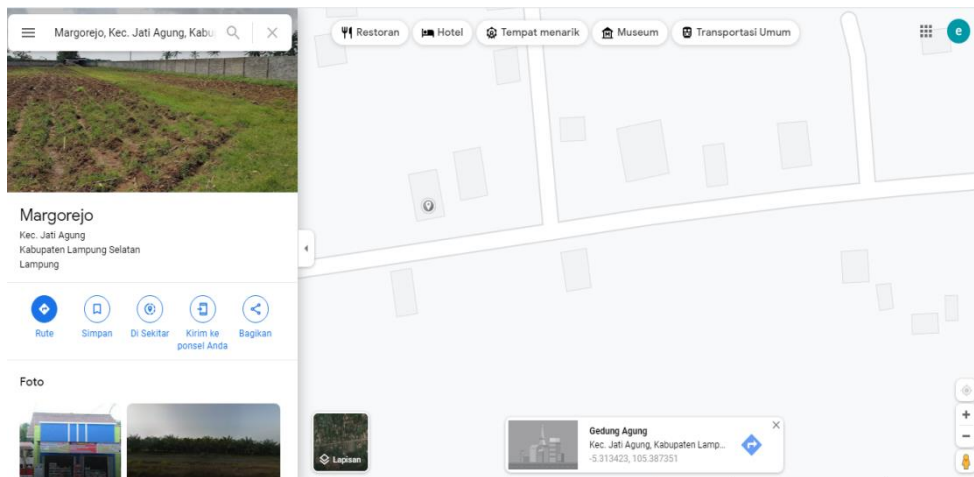 Margorejo, Kec. Jati Agung, Kabu
Restoran
Hotel
Tempat menarik
Museum
Transportasi Umum
e
Margorejo
Kec. Jati Agung
Kabupaten Lampung Selatan
Lampung
Rute
Simpan
Di Sekitar
Kirim ke
ponsel Anda
Bagikan
Foto
Lapisan
Gedung Agung
Kec. Jati Agung, Kabupaten Lamp...
-5.313423, 105.387351